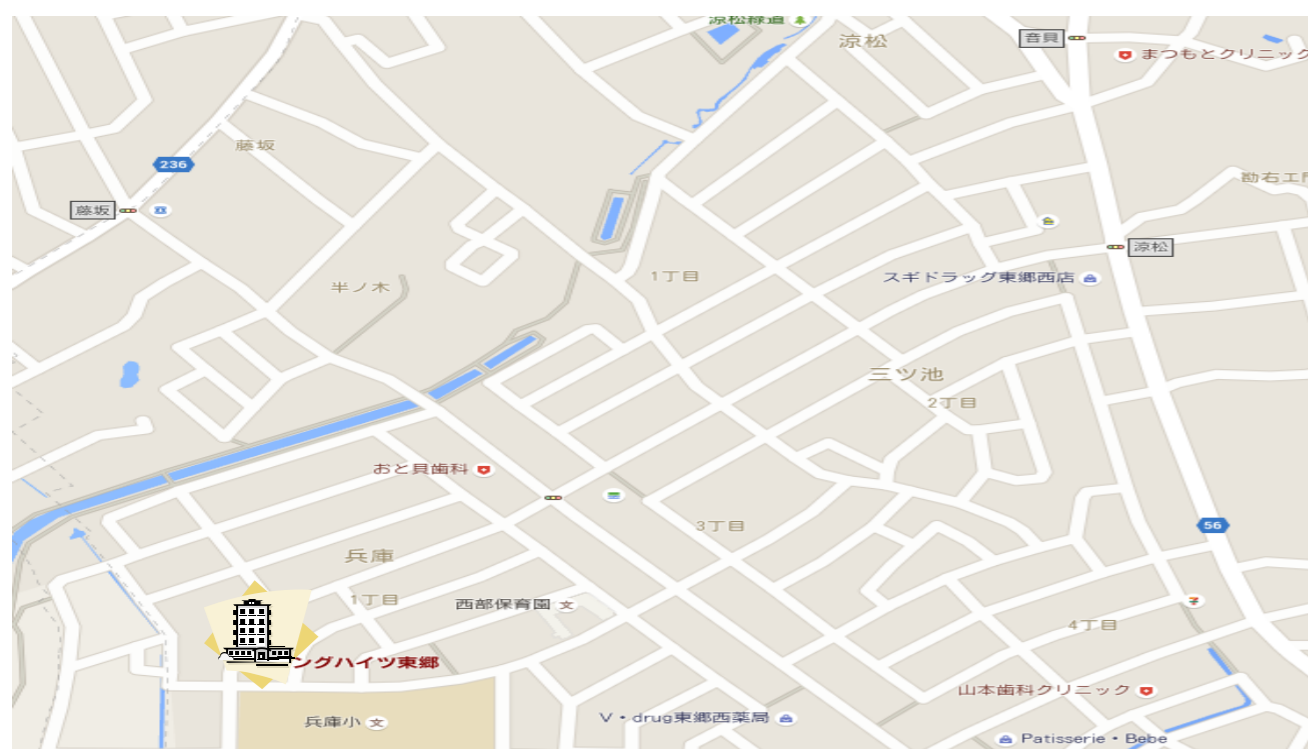 涼松緑道
涼松
音貝
まつもとクリニック
藤坂
236
勘右エ門
藤坂
涼松
1丁目
スギドラッグ東郷西店
半ノ木
三ツ池
2丁目
おと貝歯科
3丁目
56
兵庫
1丁目
西部保育園
文
4丁目
ングハイツ東郷
山本歯科クリニック
兵庫小
文
V・drug東郷西薬局
Patisserie・Bebe